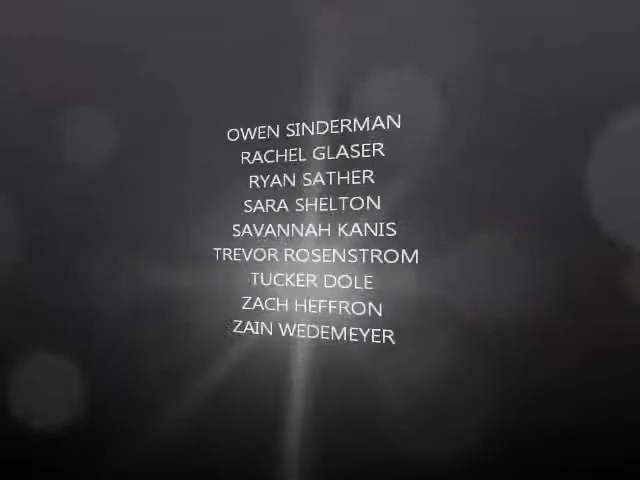 OWEN SINDERMAN
RACHEL GLASER
RYAN SATHER
SARA SHELTON
SAVANNAH KANIS
TREVOR ROSENSTROM
TUCKER DOLE
ZACH HEFFRON
ZAIN WEDEMEYER